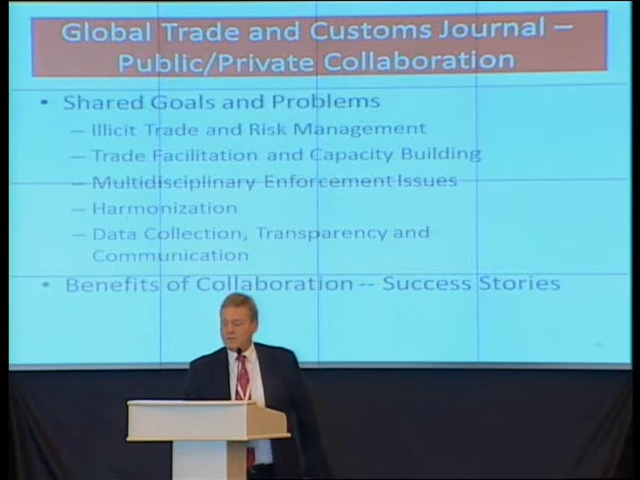 Global Trade and Customs Journal –
Public/Private Collaboration
• Shared Goals and Problems
– Illicit Trade and Risk Management
– Trade Facilitation and Capacity Building
– Multidisciplinary Enforcement Issues
– Harmonization
– Data Collection, Transparency and
Communication
• Benefits of Collaboration -- Success Stories